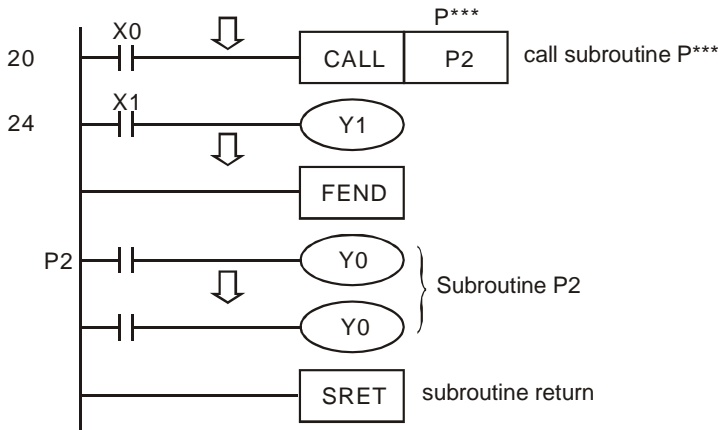 P***
X0
20 CALL P2 call subroutine P***
X1
24 Y1
FEND
P2 Y0
Subroutine P2
Y0
SRET subroutine return